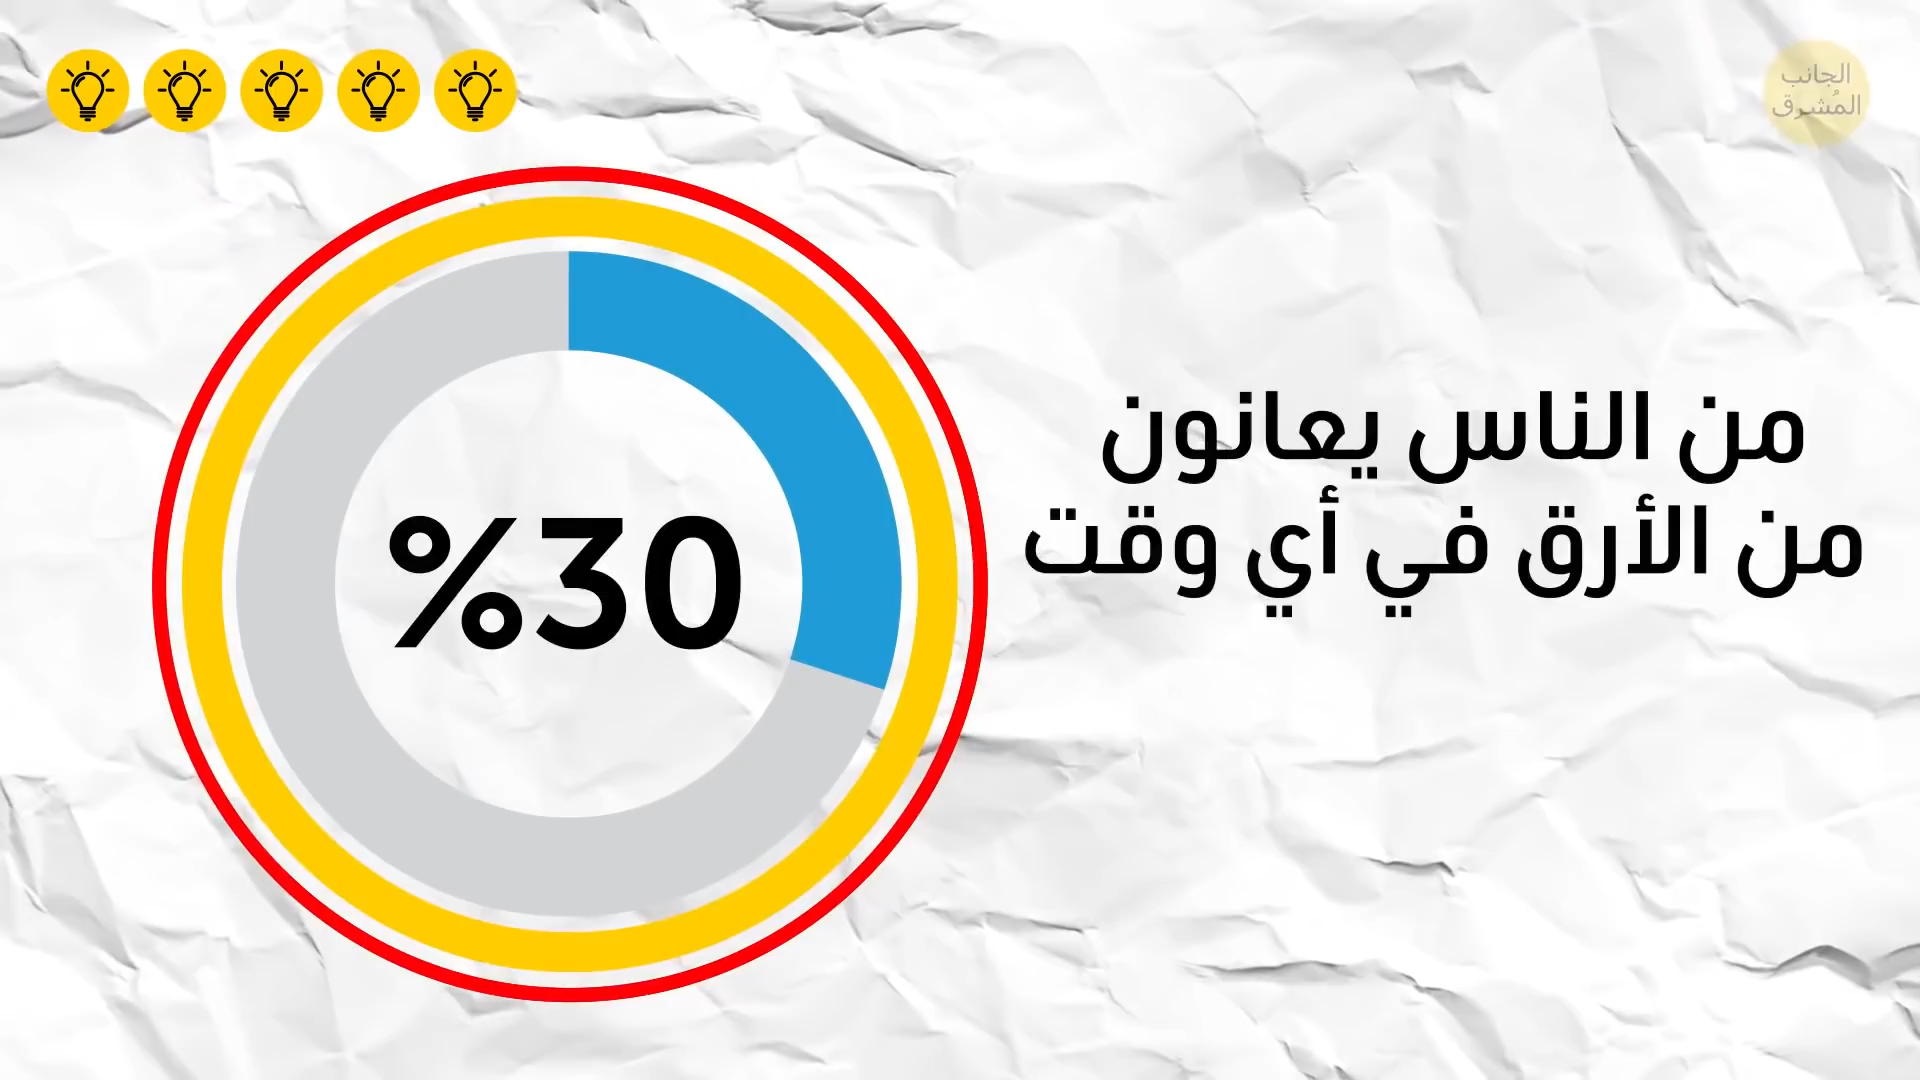 الجانب
المُشرق
%30
من الناس يعانون
من الأرق في أي وقت